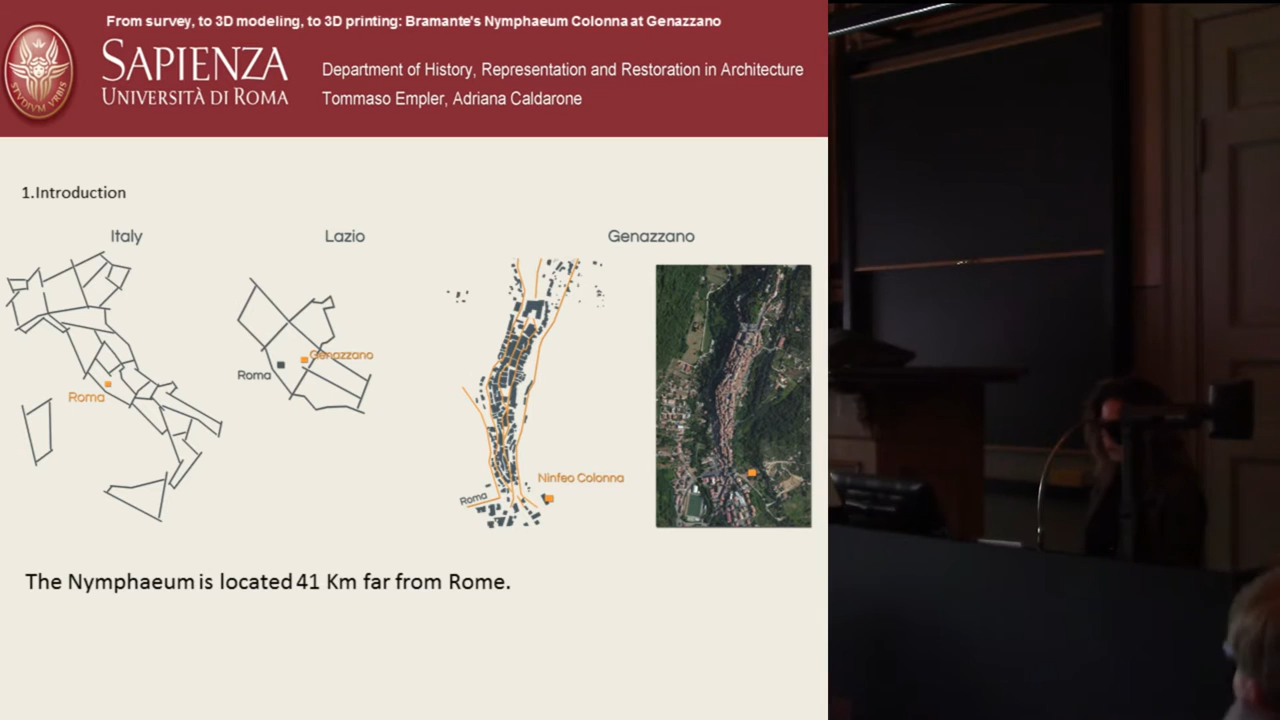 From survey, to 3D modeling, to 3D printing: Bramante's Nymphaeum Colonna at Genazzano
STVDIVM VRBIS
SAPIENZA
UNIVERSITÀ DI ROMA
Department of History, Representation and Restoration in Architecture
Tommaso Empler, Adriana Caldarone
1.Introduction
Italy
Lazio
Genazzano
Roma
Genazzano
Roma
Ninfeo Colonna
Roma
The Nymphaeum is located 41 Km far from Rome.